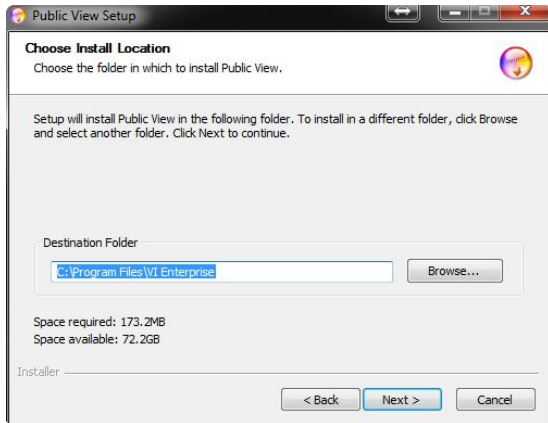 Public View Setup
Choose Install Location
Choose the folder in which to install Public View.
Setup will install Public View in the following folder. To install in a different folder, click Browse
and select another folder. Click Next to continue.
Destination Folder
C:\Program Files\VI Enterprise
Browse...
Space required: 173.2MB
Space available: 72.2GB
Installer
< Back
Next >
Cancel